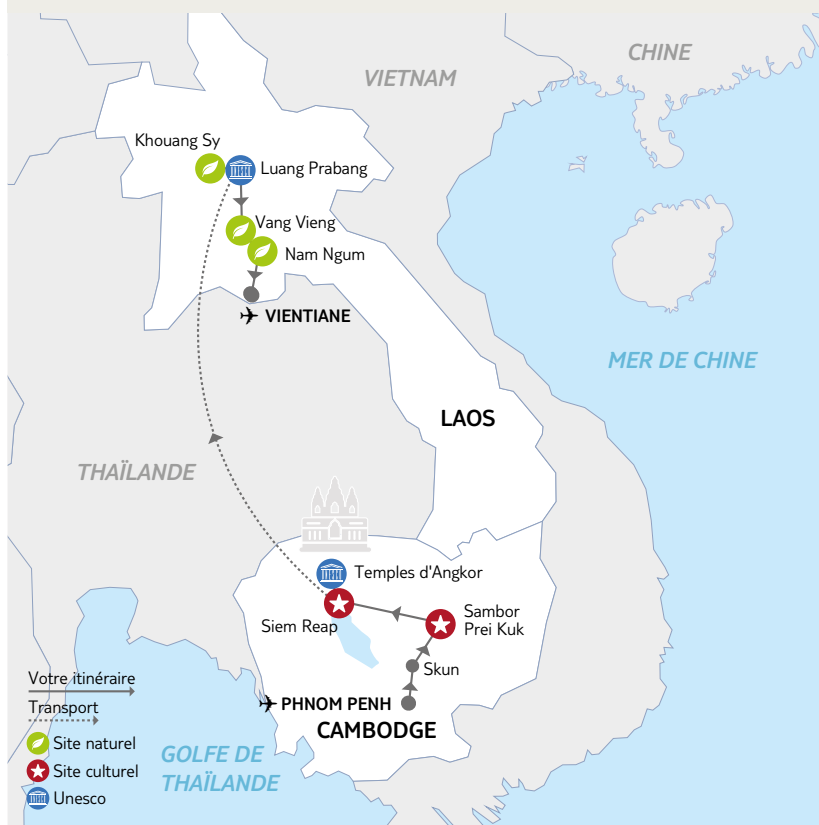 CHINE
VIETNAM
Khouang Sy
Luang Prabang
Vang Vieng
Nam Ngum
VIENTIANE
MER DE CHINE
LAOS
THAÏLANDE
Temples d'Angkor
Siem Reap
Sambor
Prei Kuk
Skun
PHNOM PENH
CAMBODGE
Votre itinéraire
Transport
Site naturel
Site culturel
Unesco
GOLFE DE
THAÏLANDE